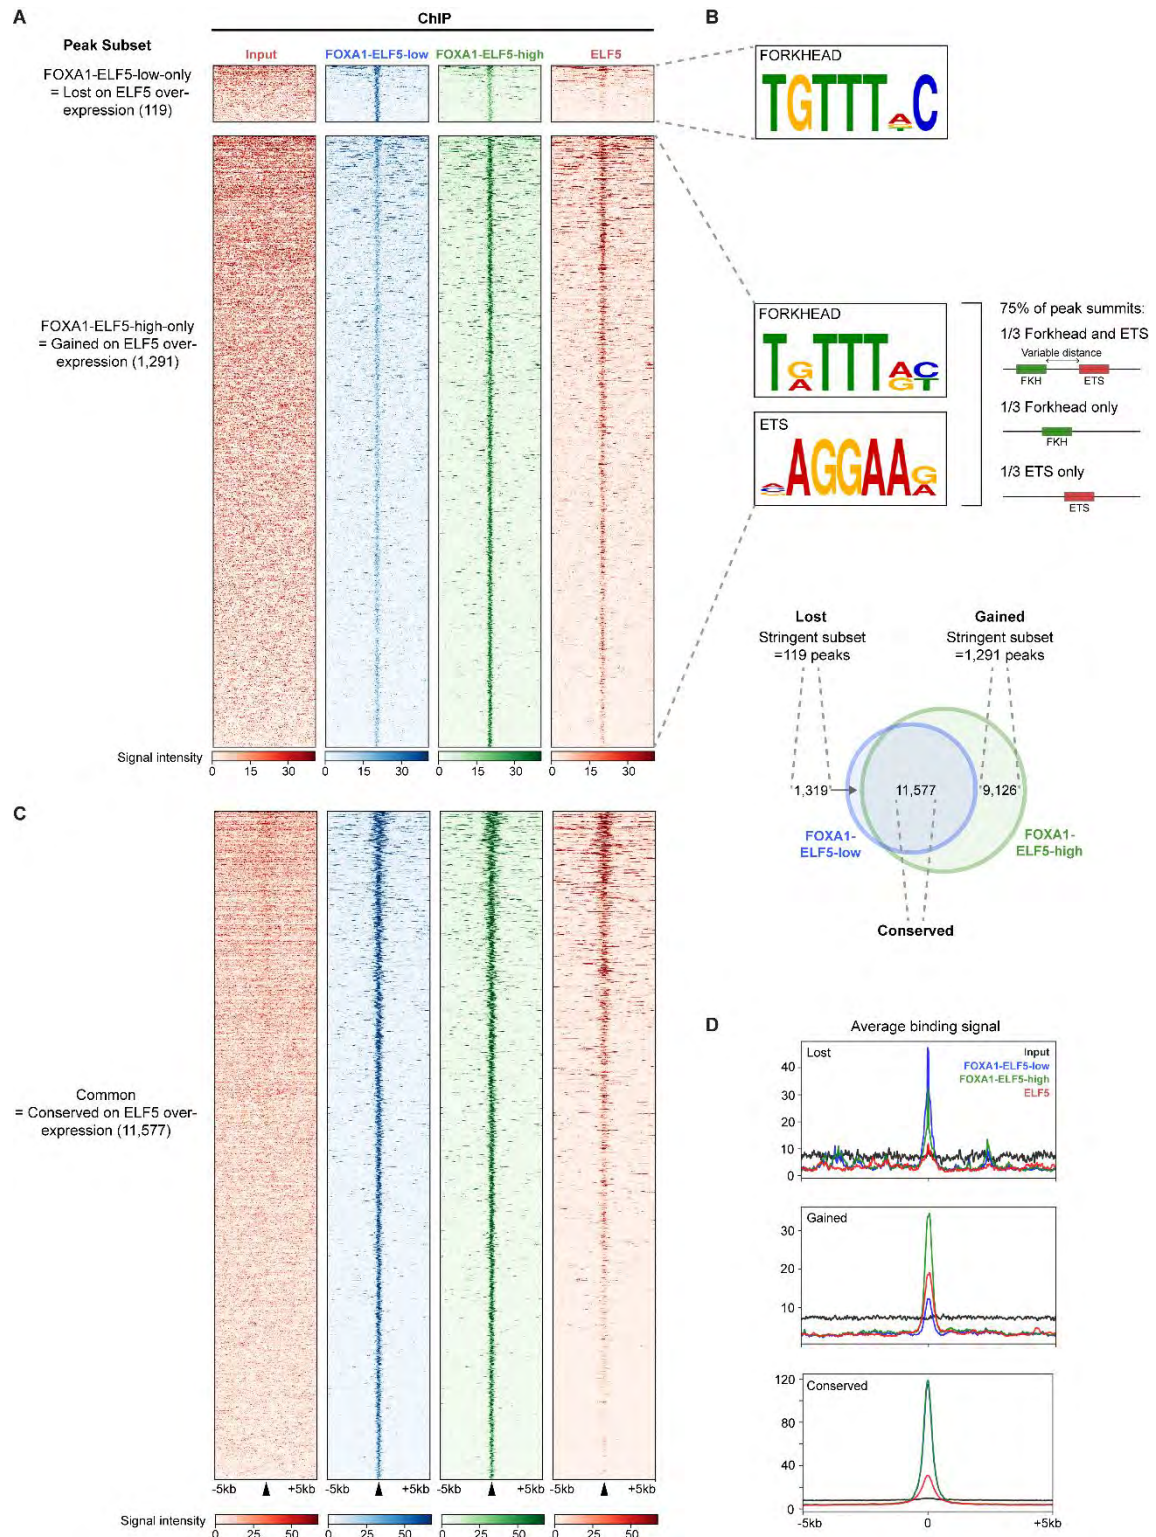 A
ChIP
B
Peak Subset
Input
FOXA1-ELF5-low
FOXA1-ELF5-high
ELF5
FOXA1-ELF5-low-only
= Lost on ELF5 over-
expression (119)
FORKHEAD
TGTTTAC
FOXA1-ELF5-high-only
= Gained on ELF5 over-
expression (1,291)
FORKHEAD
T G A TTT A G C T
ETS
AGGAA G A
75% of peak summits:
1/3 Forkhead and ETS
Variable distance
FKH
ETS
1/3 Forkhead only
FKH
1/3 ETS only
ETS
Signal intensity
0 15 30
0 15 30
0 15 30
0 15 30
Lost
Stringent subset
=119 peaks
Gained
Stringent subset
=1,291 peaks
1,319
11,577
9,126
FOXA1-
ELF5-low
FOXA1-
ELF5-high
Conserved
C
Common
= Conserved on ELF5 over-
expression (11,577)
-5kb +5kb
-5kb +5kb
-5kb +5kb
-5kb +5kb
Signal intensity
0 25 50
0 25 50
0 25 50
0 25 50
D
Average binding signal
Lost
Input
FOXA1-ELF5-low
FOXA1-ELF5-high
ELF5
40
30
20
10
0
Gained
30
20
10
Conserved
120
80
40
0
-5kb 0 +5kb